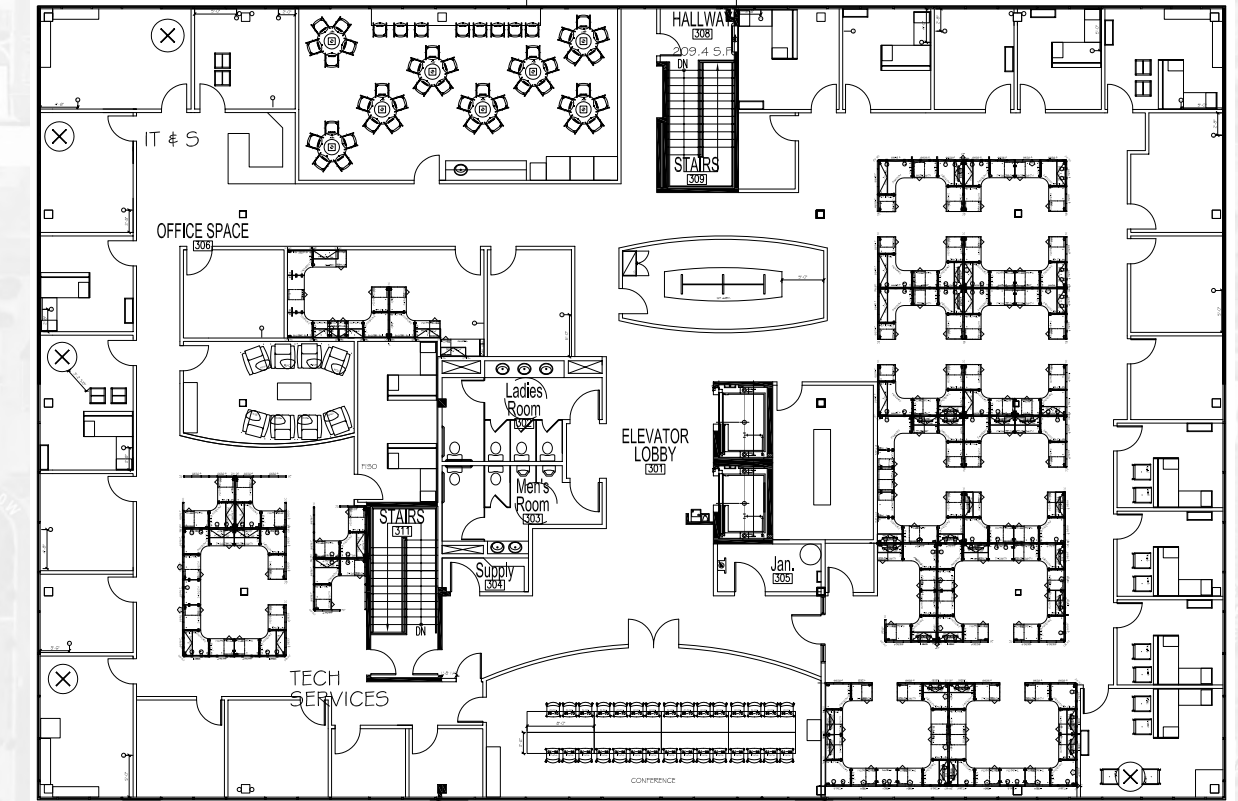 HALLWAY
308
209.4 S.F
DN
STAIRS
309
IT & S
OFFICE SPACE
306
Ladies
Room
302
ELEVATOR
LOBBY
301
Men's
Room
303
STAIRS
311
DN
Supply
304
Jan.
305
TECH
SERVICES
CONFERENCE